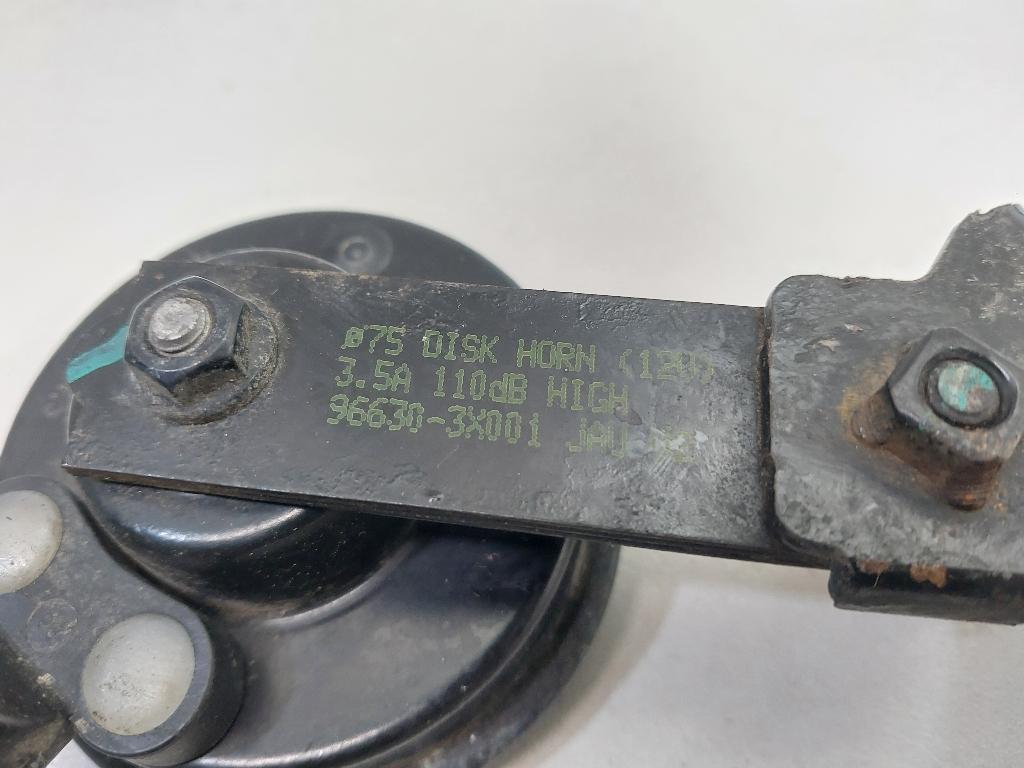 ø75 DISK HORN (12V)
3.5A 110dB HIGH
96630-3X001